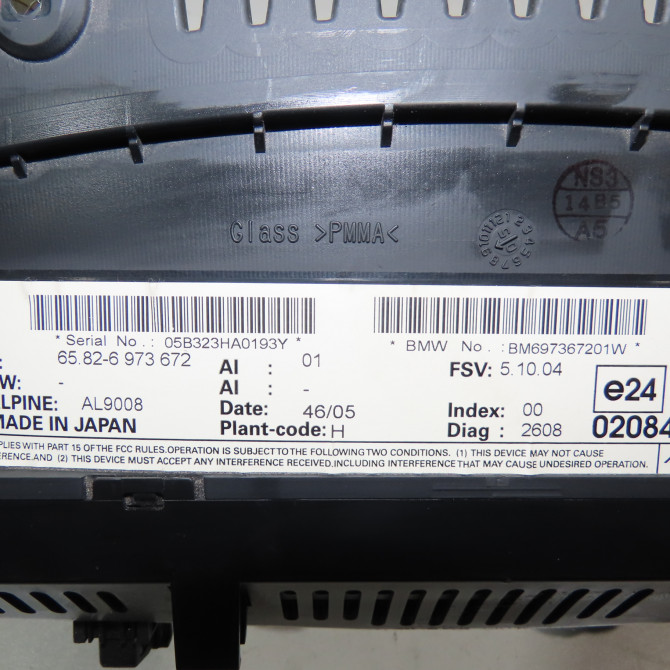 NS3
14B5
A5
Glass >PMMA<
* Serial No.: 05B323HA0193Y *
* BMW No. :BM697367201W *
: 65.82-6 973 672 AI : 01 FSV: 5.10.04
W: - AI : - e24
LPINE: AL9008 Date: 46/05 Index: 00
MADE IN JAPAN Plant-code: H Diag : 2608 02084
PLIES WITH PART 15 OF THE FCC RULES.OPERATION IS SUBJECT TO THE FOLLOWING TWO CONDITIONS. (1) THIS DEVICE MAY NOT CAUSE
ERENCE.AND (2) THIS DEVICE MUST ACCEPT ANY INTERFERENCE RECEIVED.INCLUDING INTERFERENCE THAT MAY CAUSE UNDESIRED OPERATION.